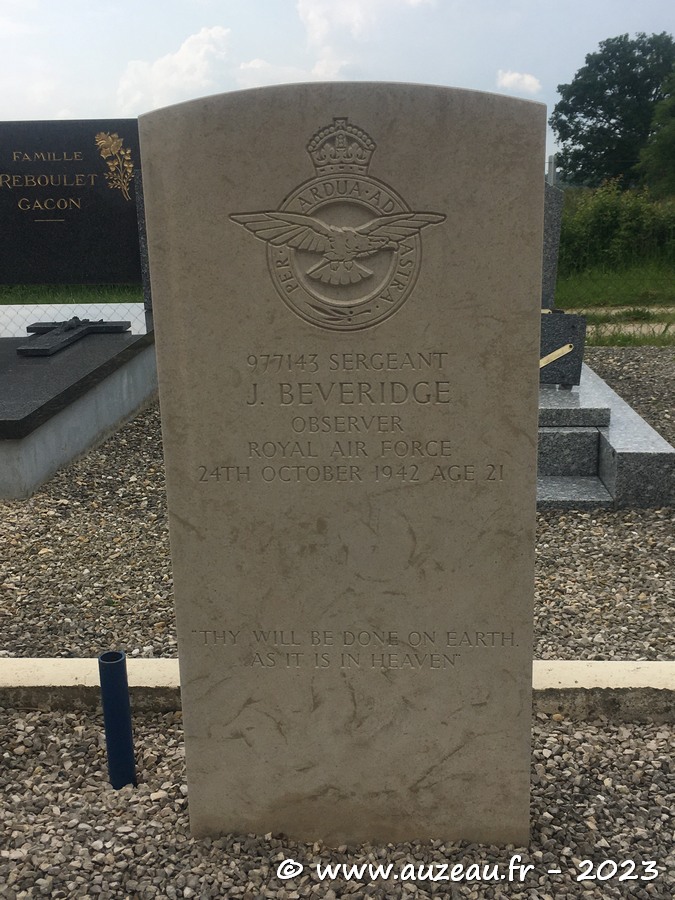 FAMILLE
REBOULET
GACON
PER · ARDUA · AD · ASTRA
977143 SERGEANT
J. BEVERIDGE
OBSERVER
ROYAL AIR FORCE
24TH OCTOBER 1942 AGE 21
"THY WILL BE DONE ON EARTH,
AS IT IS IN HEAVEN"
© www.auzeau.fr - 2023